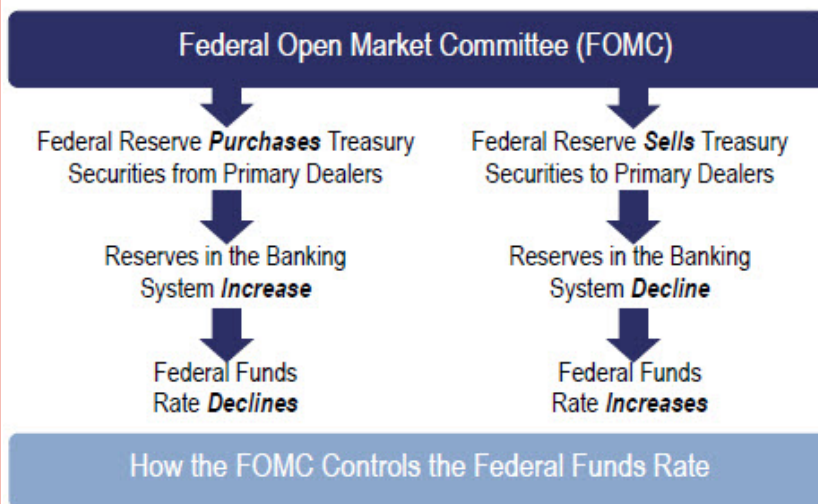 Federal Open Market Committee (FOMC)
Federal Reserve Purchases Treasury
Securities from Primary Dealers
Reserves in the Banking
System Increase
Federal Funds
Rate Declines
Federal Reserve Sells Treasury
Securities to Primary Dealers
Reserves in the Banking
System Decline
Federal Funds
Rate Increases
How the FOMC Controls the Federal Funds Rate